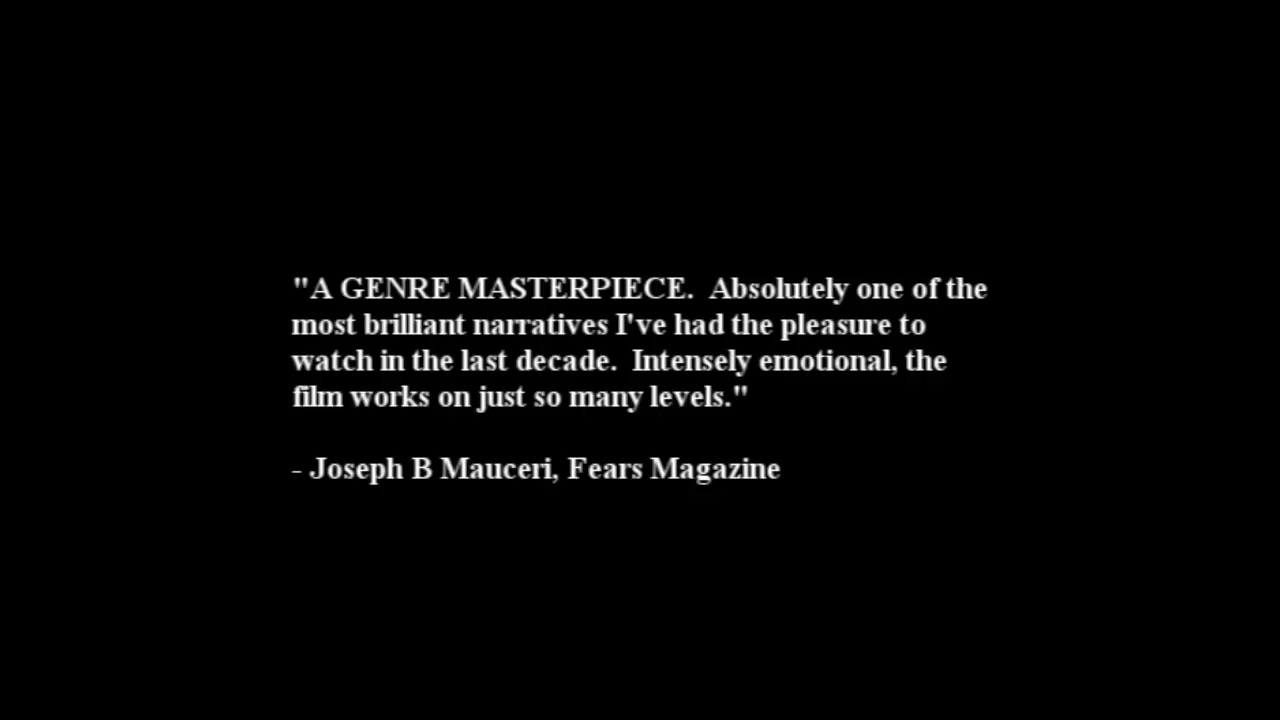 "A GENRE MASTERPIECE.  Absolutely one of the
most brilliant narratives I've had the pleasure to
watch in the last decade.  Intensely emotional, the
film works on just so many levels."
- Joseph B Mauceri, Fears Magazine